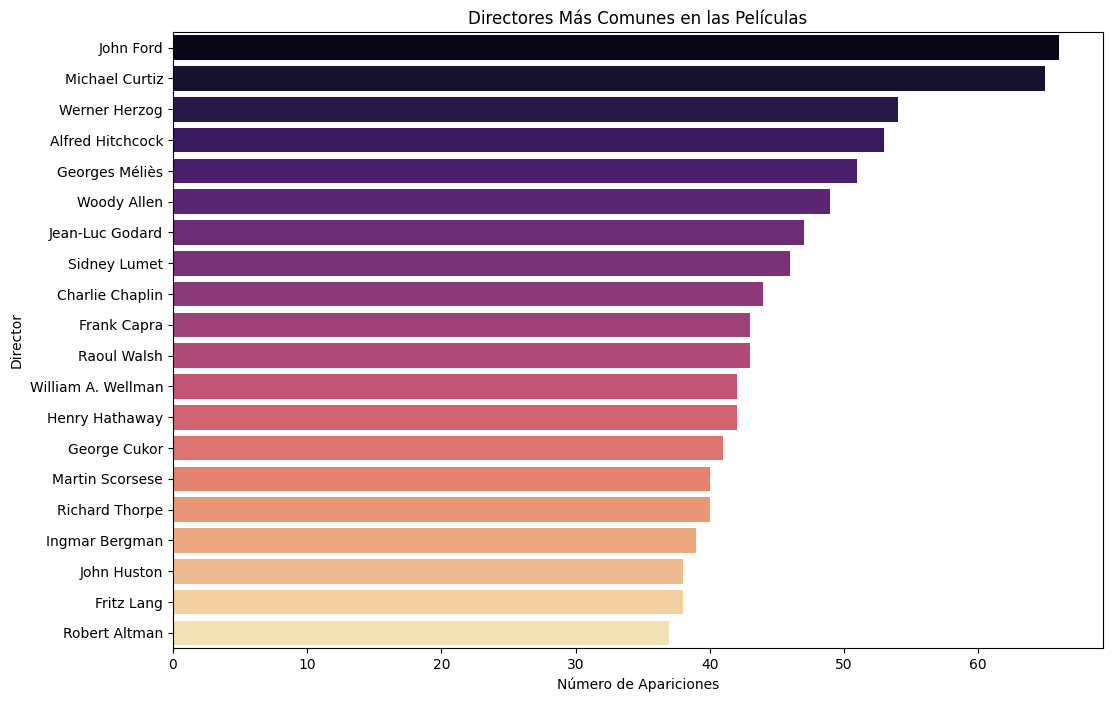 Directores Más Comunes en las Películas
Director
John Ford
Michael Curtiz
Werner Herzog
Alfred Hitchcock
Georges Méliès
Woody Allen
Jean-Luc Godard
Sidney Lumet
Charlie Chaplin
Frank Capra
Raoul Walsh
William A. Wellman
Henry Hathaway
George Cukor
Martin Scorsese
Richard Thorpe
Ingmar Bergman
John Huston
Fritz Lang
Robert Altman
0 10 20 30 40 50 60
Número de Apariciones